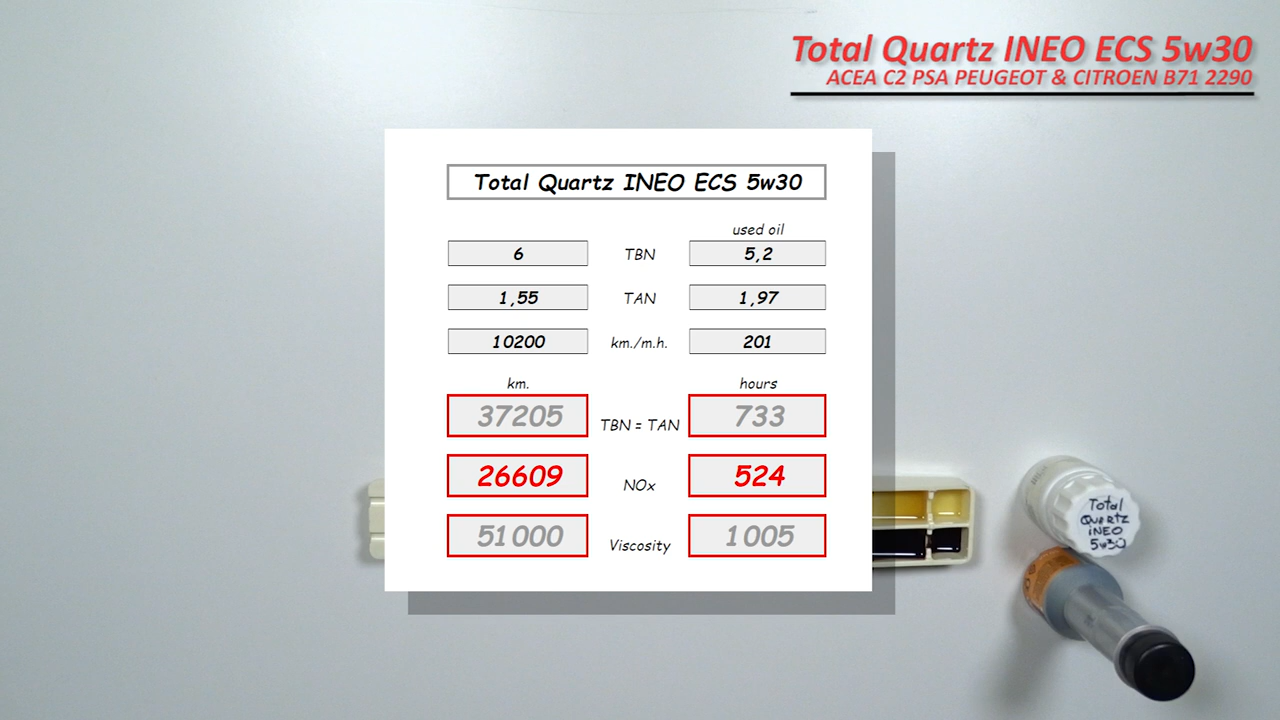 Total Quartz INEO ECS 5w30
ACEA C2 PSA PEUGEOT & CITROEN B71 2290
Total Quartz INEO ECS 5w30
used oil
6 TBN 5,2
1,55 TAN 1,97
10200 km./m.h. 201
km. hours
37205 TBN = TAN 733
26609 NOx 524
51000 Viscosity 1005
Total
Quartz
iNEO
5w30